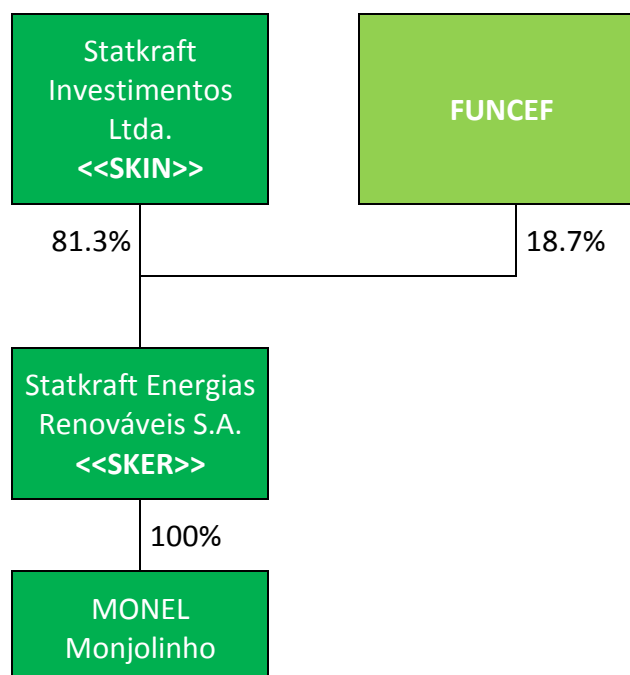 Statkraft
Investimentos
Ltda.
<<SKIN>>
FUNCEF
81.3%
18.7%
Statkraft Energias
Renováveis S.A.
<<SKER>>
100%
MONEL
Monjolinho